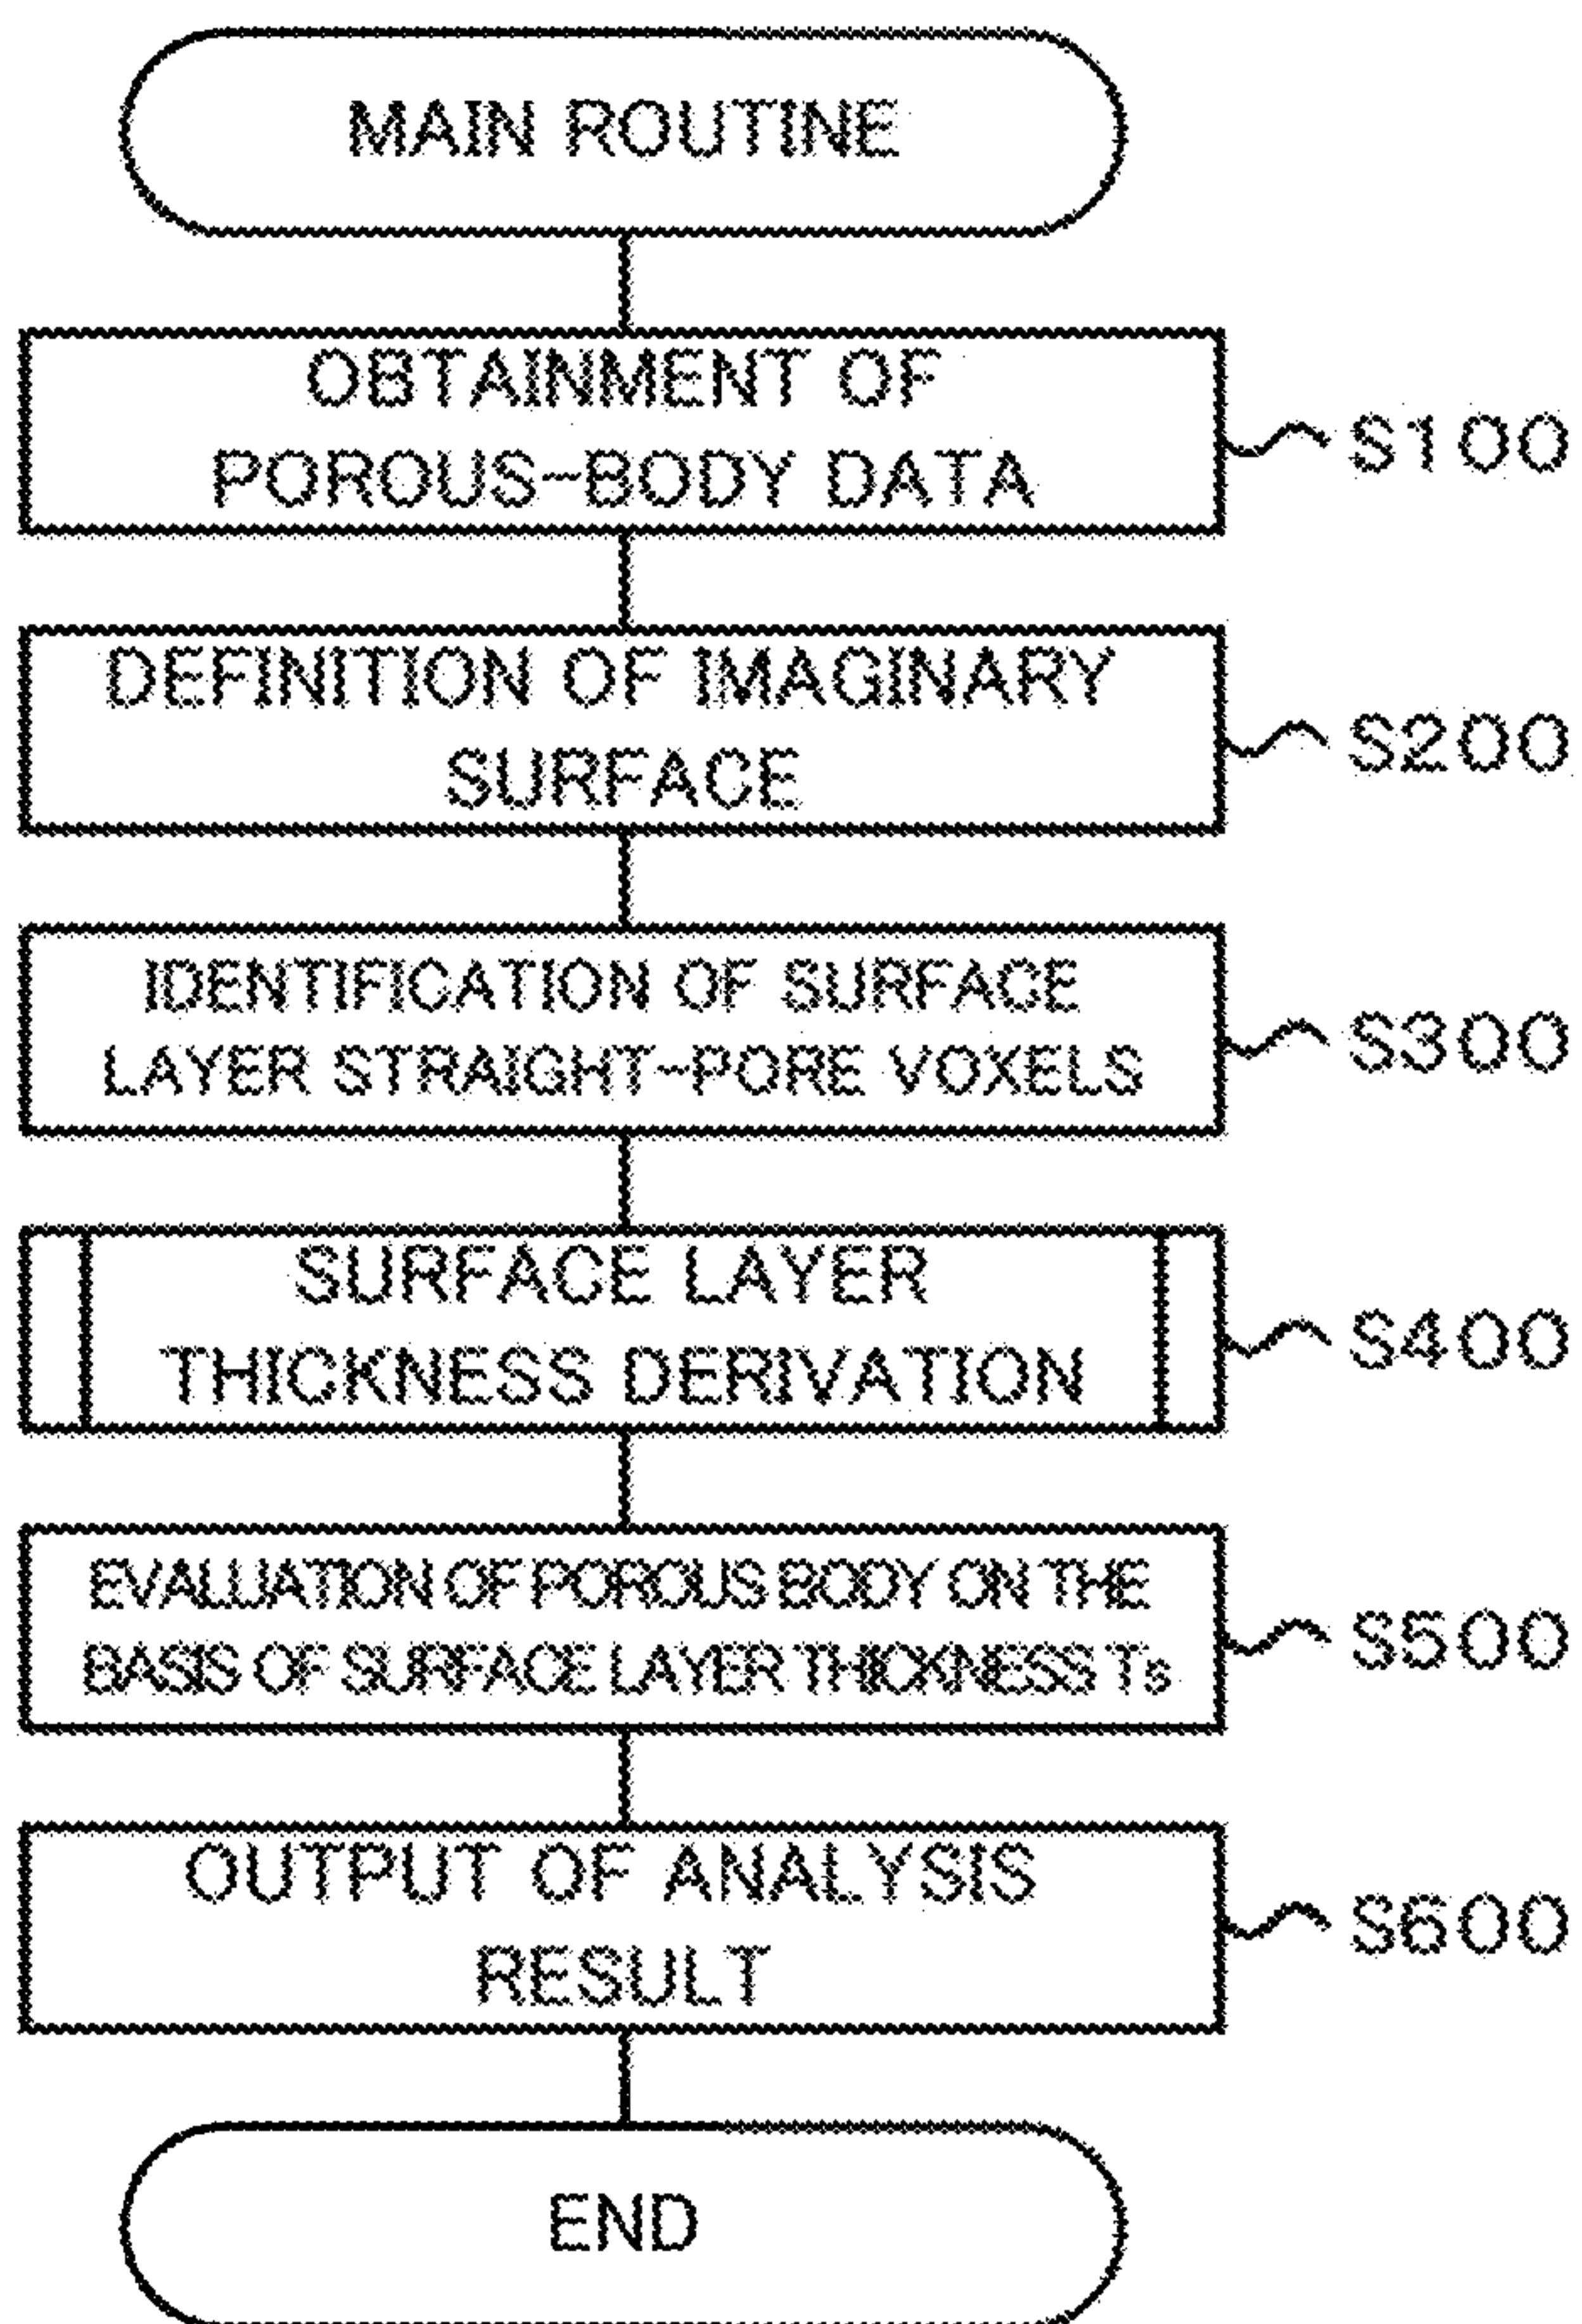 MAIN ROUTINE
OBTAINMENT OF
POROUS-BODY DATA
S100
DEFINITION OF IMAGINARY
SURFACE
S200
IDENTIFICATION OF SURFACE
LAYER STRAIGHT-PORE VOXELS
S300
SURFACE LAYER
THICKNESS DERIVATION
S400
EVALUATION OF POROUS BODY ON THE
BASIS OF SURFACE LAYER THICKNESS Ts
S500
OUTPUT OF ANALYSIS
RESULT
S600
END